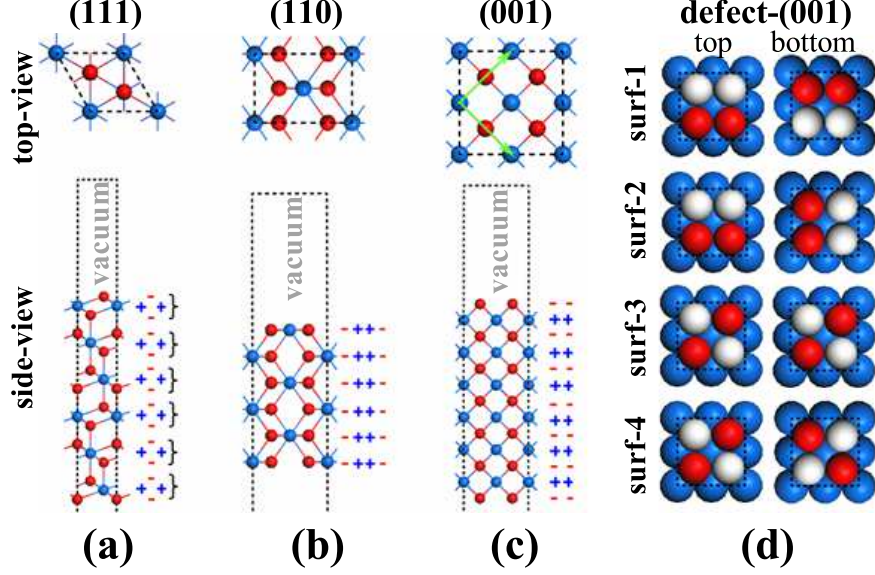 (111) (110) (001) defect-(001)
top bottom
top-view
side-view
vacuum
vacuum
vacuum
surf-1
surf-2
surf-3
surf-4
- 
+ +
-
-
+ +
-
-
+ +
-
-
+ +
-
-
+ +
-
-
+ +
-
- ++ -
- ++ -
- ++ -
- ++ -
- ++ -
- ++ -
- -
++
- -
++
- -
++
- -
++
- -
++
- -
++
- -
(a) (b) (c) (d)